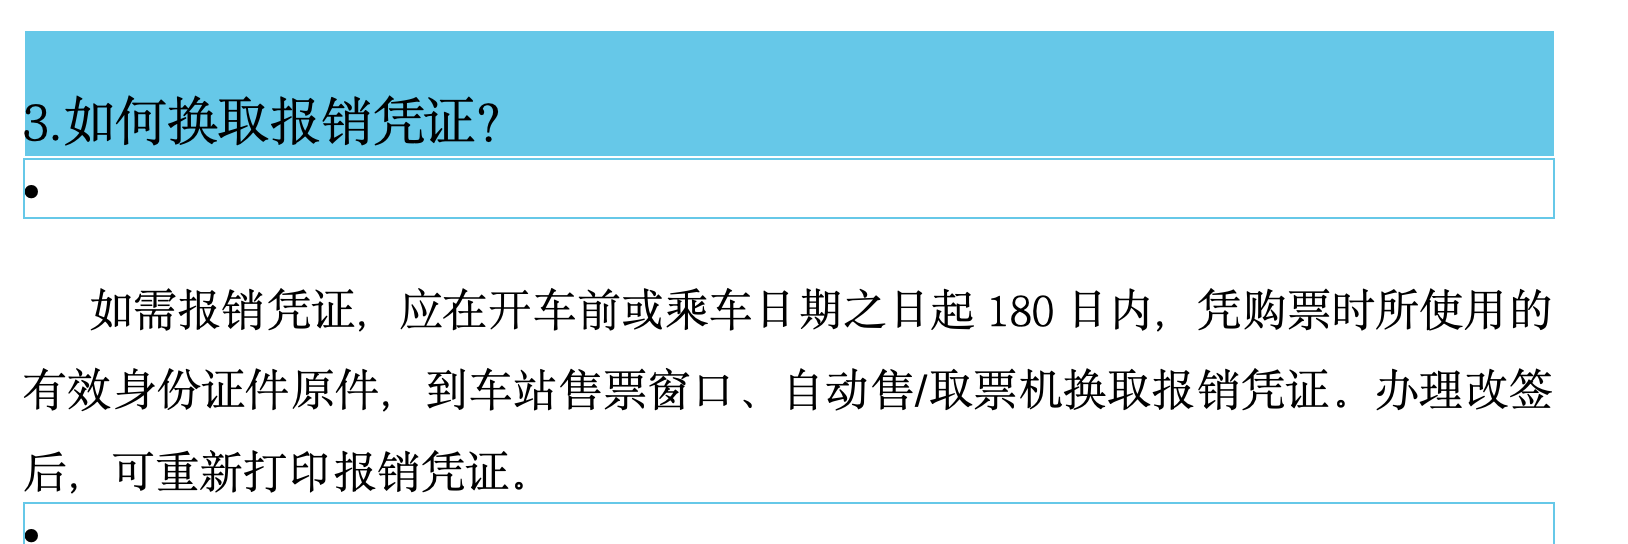 3.如何换取报销凭证？
•
如需报销凭证，应在开车前或乘车日期之日起 180 日内，凭购票时所使用的
有效身份证件原件，到车站售票窗口、自动售/取票机换取报销凭证。办理改签
后，可重新打印报销凭证。
•